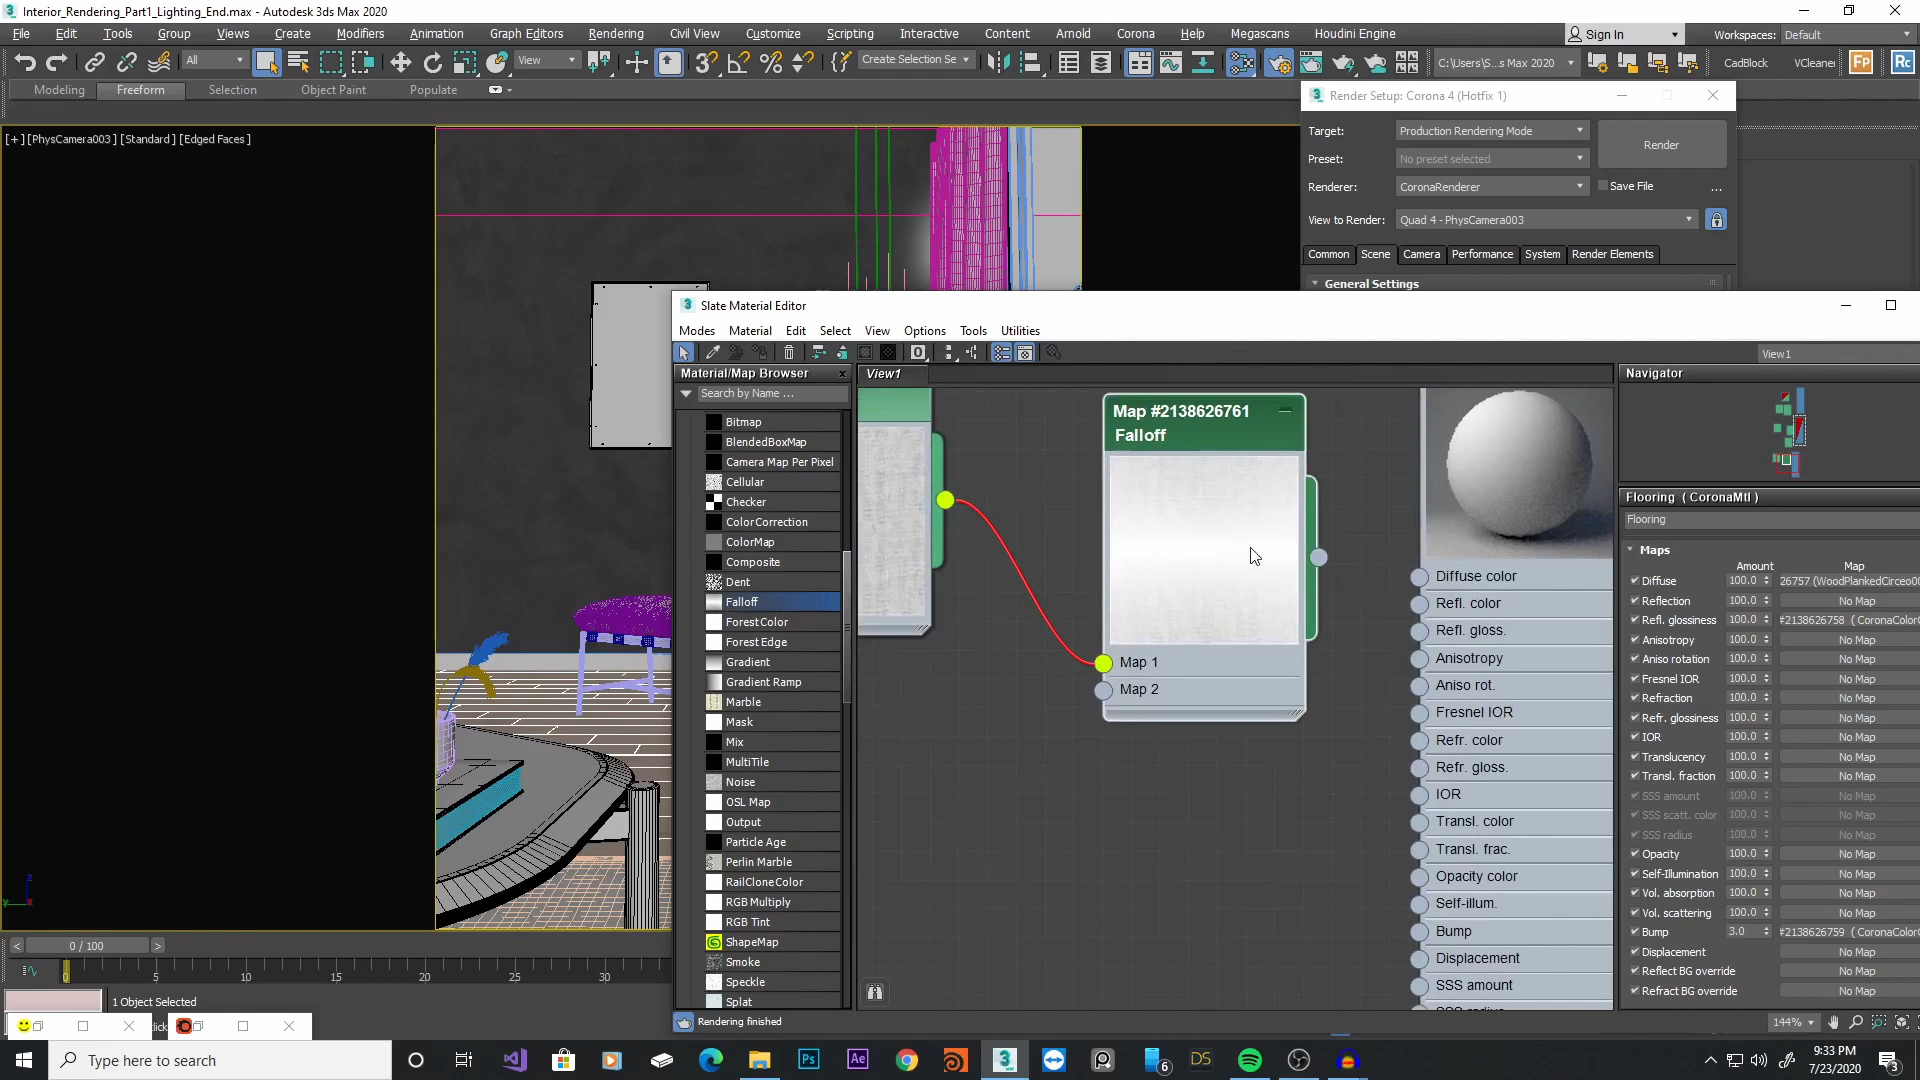 Interior_Rendering_Part1_Lighting_End.max - Autodesk 3ds Max 2020
File Edit Tools Group Views Create Modifiers Animation Graph Editors Rendering Civil View Customize Scripting Interactive Content Arnold Corona Help Megascans Houdini Engine
Sign In
Workspaces: Default
All
View
Create Selection Se
C:\Users\S...s Max 2020
CadBlock
VCleaner
Modeling Freeform Selection Object Paint Populate
Render Setup: Corona 4 (Hotfix 1)
[+] [PhysCamera003] [Standard] [Edged Faces]
Target: Production Rendering Mode
Render
Preset: No preset selected
Renderer: CoronaRenderer
Save File ...
View to Render: Quad 4 - PhysCamera003
Common Scene Camera Performance System Render Elements
General Settings
Slate Material Editor
Modes Material Edit Select View Options Tools Utilities
View1
Material/Map Browser x
View1
Navigator
Search by Name ...
Bitmap
BlendedBoxMap
Camera Map Per Pixel
Cellular
Checker
ColorCorrection
ColorMap
Composite
Dent
Falloff
ForestColor
Forest Edge
Gradient
Gradient Ramp
Marble
Mask
Mix
MultiTile
Noise
OSL Map
Output
Particle Age
Perlin Marble
RailCloneColor
RGB Multiply
RGB Tint
ShapeMap
Smoke
Speckle
Splat
Map #2138626761
Falloff
Map 1
Map 2
Diffuse color
Refl. color
Refl. gloss.
Anisotropy
Aniso rot.
Fresnel IOR
Refr. color
Refr. gloss.
IOR
Transl. color
Transl. frac.
Opacity color
Self-illum.
Bump
Displacement
SSS amount
Flooring ( CoronaMtl )
Flooring
Maps
Amount Map
Diffuse 100.0 26757 (WoodPlankedCirceo0
Reflection 100.0 No Map
Refl. glossiness 100.0 #2138626758 ( CoronaColorC
Anisotropy 100.0 No Map
Aniso rotation 100.0 No Map
Fresnel IOR 100.0 No Map
Refraction 100.0 No Map
Refr. glossiness 100.0 No Map
IOR 100.0 No Map
Translucency 100.0 No Map
Transl. fraction 100.0 No Map
SSS amount 100.0 No Map
SSS scatt. color 100.0 No Map
SSS radius 100.0 No Map
Opacity 100.0 No Map
Self-Illumination 100.0 No Map
Vol. absorption 100.0 No Map
Vol. scattering 100.0 No Map
Bump 3.0 #2138626759 ( CoronaColorC
Displacement No Map
Reflect BG override No Map
Refract BG override No Map
0 / 100
0 5 10 15 20 25 30
1 Object Selected
click
Rendering finished
144%
Type here to search
9:33 PM
7/23/2020